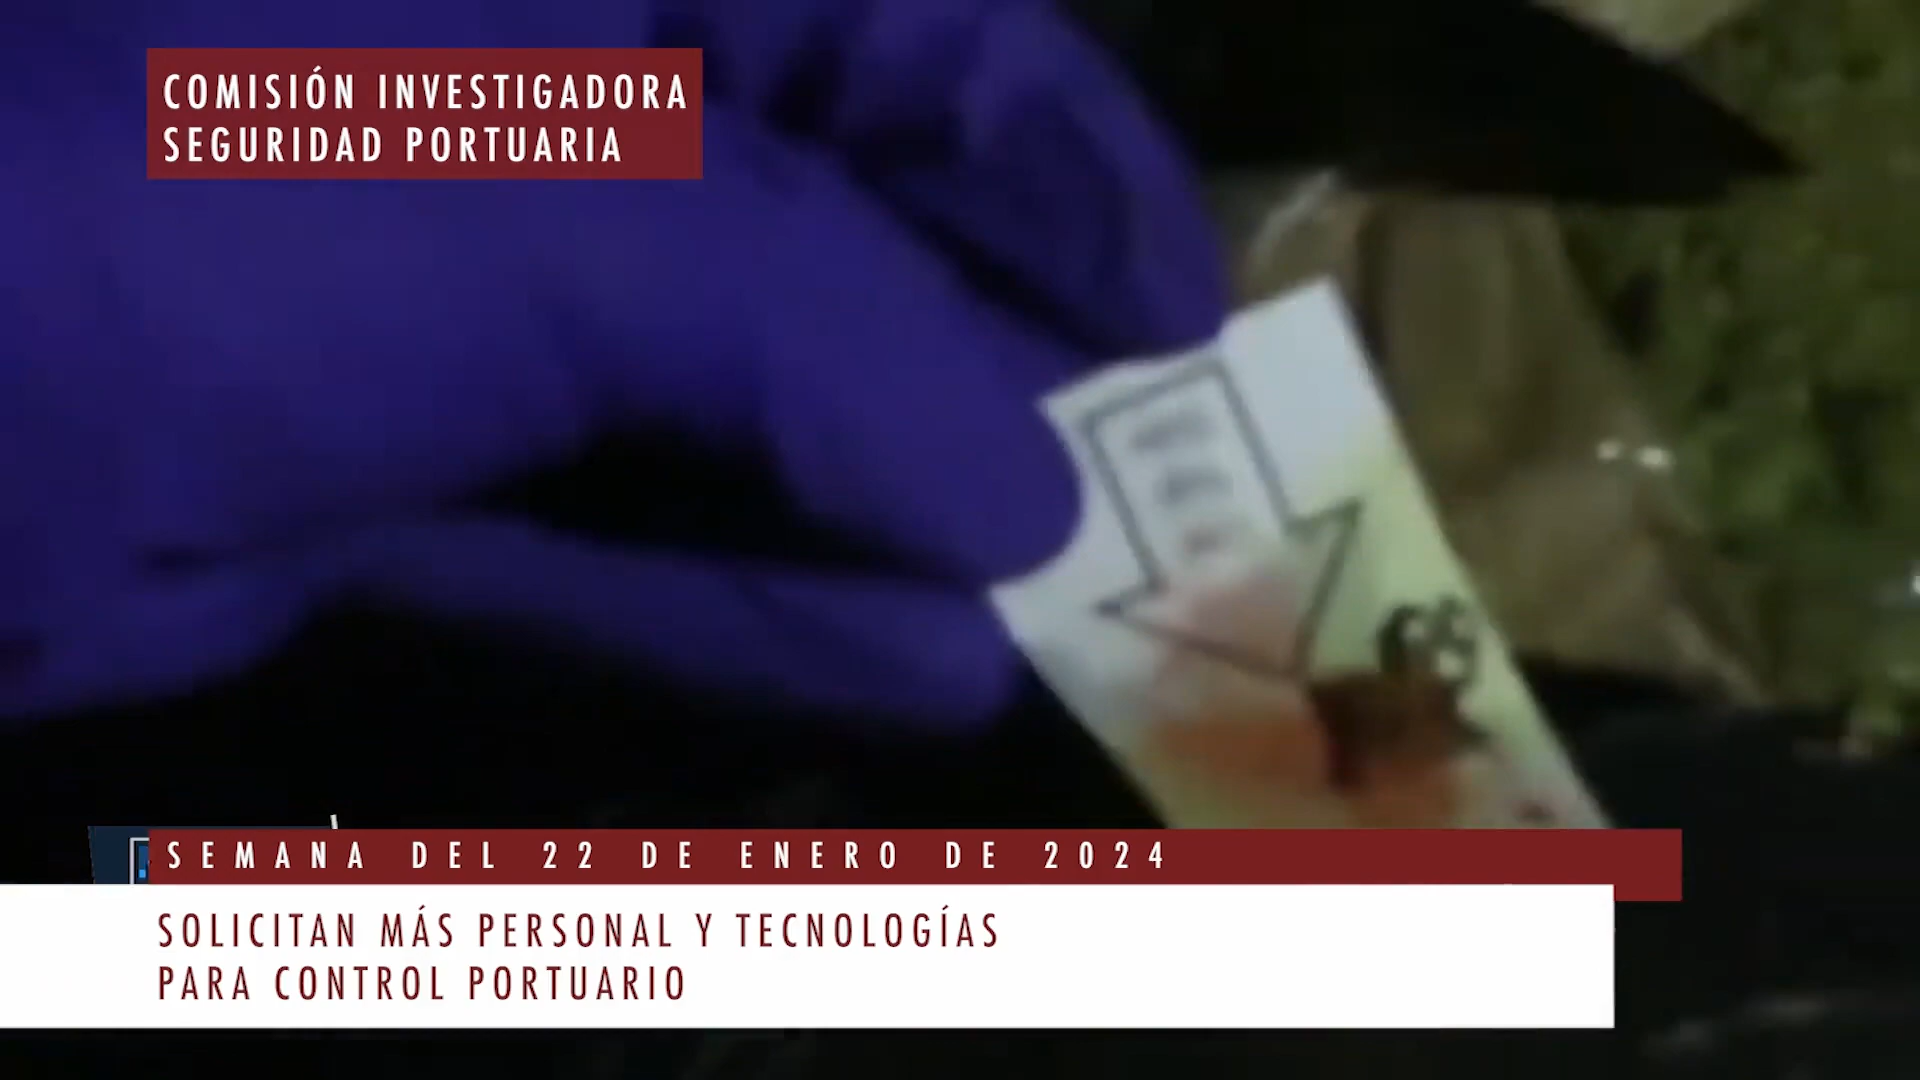 COMISIÓN INVESTIGADORA
SEGURIDAD PORTUARIA
SEMANA DEL 22 DE ENERO DE 2024
SOLICITAN MÁS PERSONAL Y TECNOLOGÍAS
PARA CONTROL PORTUARIO